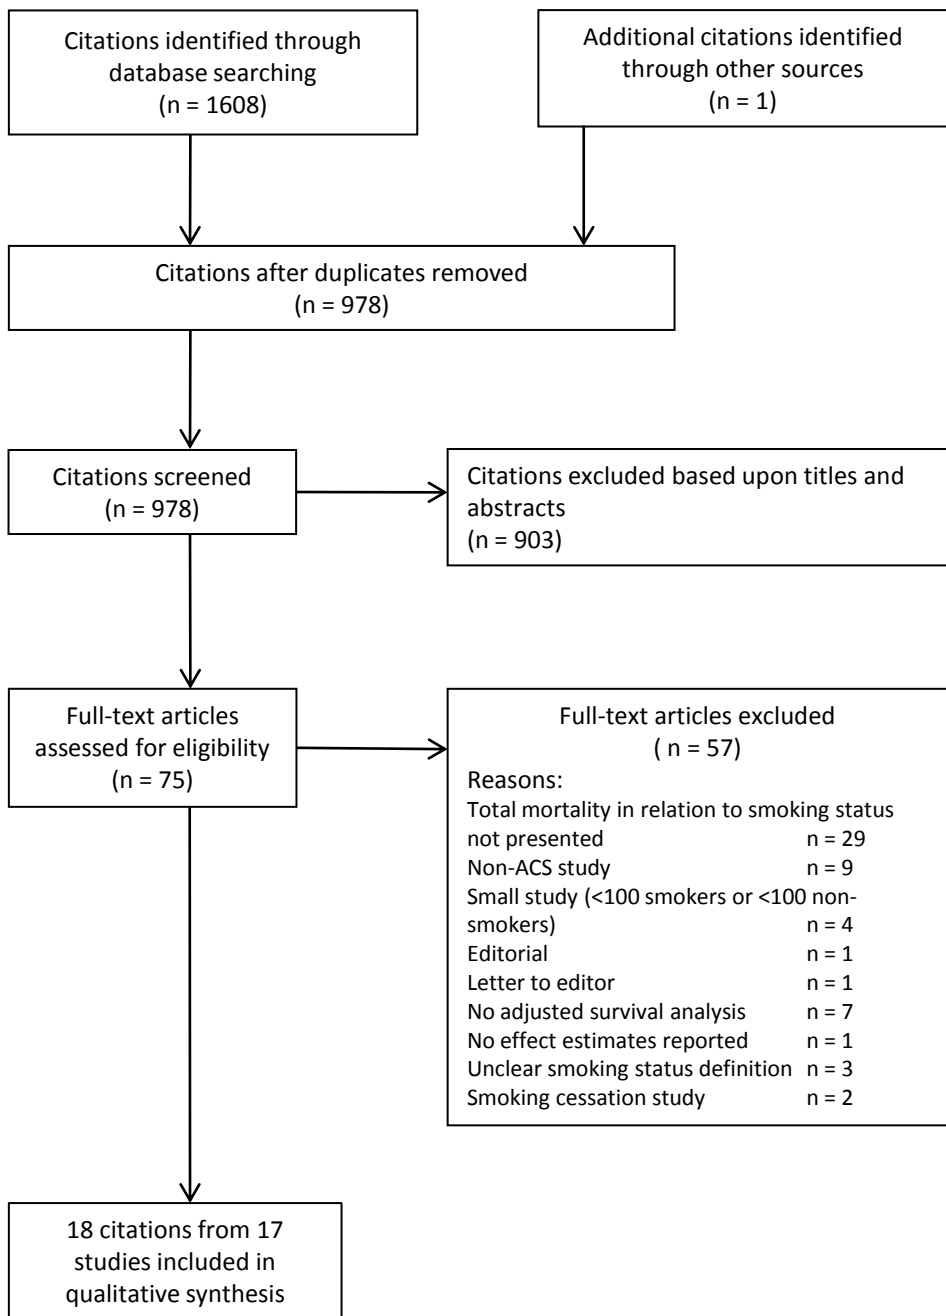 Citations identified through
database searching
(n = 1608)
Additional citations identified
through other sources
(n = 1)
Citations after duplicates removed
(n = 978)
Citations screened
(n = 978)
Citations excluded based upon titles and
abstracts
(n = 903)
Full-text articles
assessed for eligibility
(n = 75)
Full-text articles excluded
( n = 57)
Reasons:
Total mortality in relation to smoking status
not presented n = 29
Non-ACS study n = 9
Small study (<100 smokers or <100 non-
smokers) n = 4
Editorial n = 1
Letter to editor n = 1
No adjusted survival analysis n = 7
No effect estimates reported n = 1
Unclear smoking status definition n = 3
Smoking cessation study n = 2
18 citations from 17
studies included in
qualitative synthesis